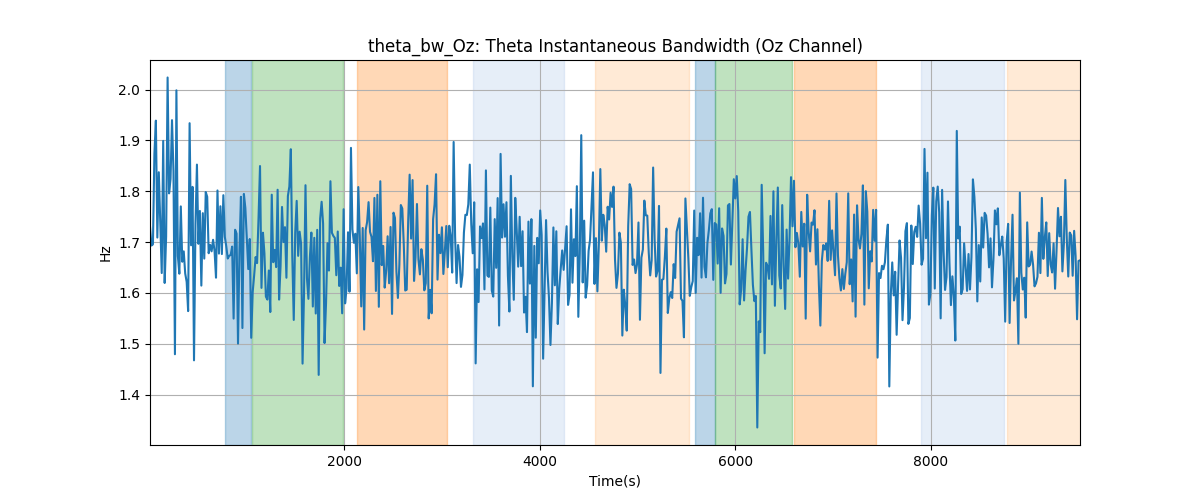 theta_bw_Oz: Theta Instantaneous Bandwidth (Oz Channel)
2.0
1.9
1.8
1.7
1.6
1.5
1.4
Hz
2000 4000 6000 8000
Time(s)